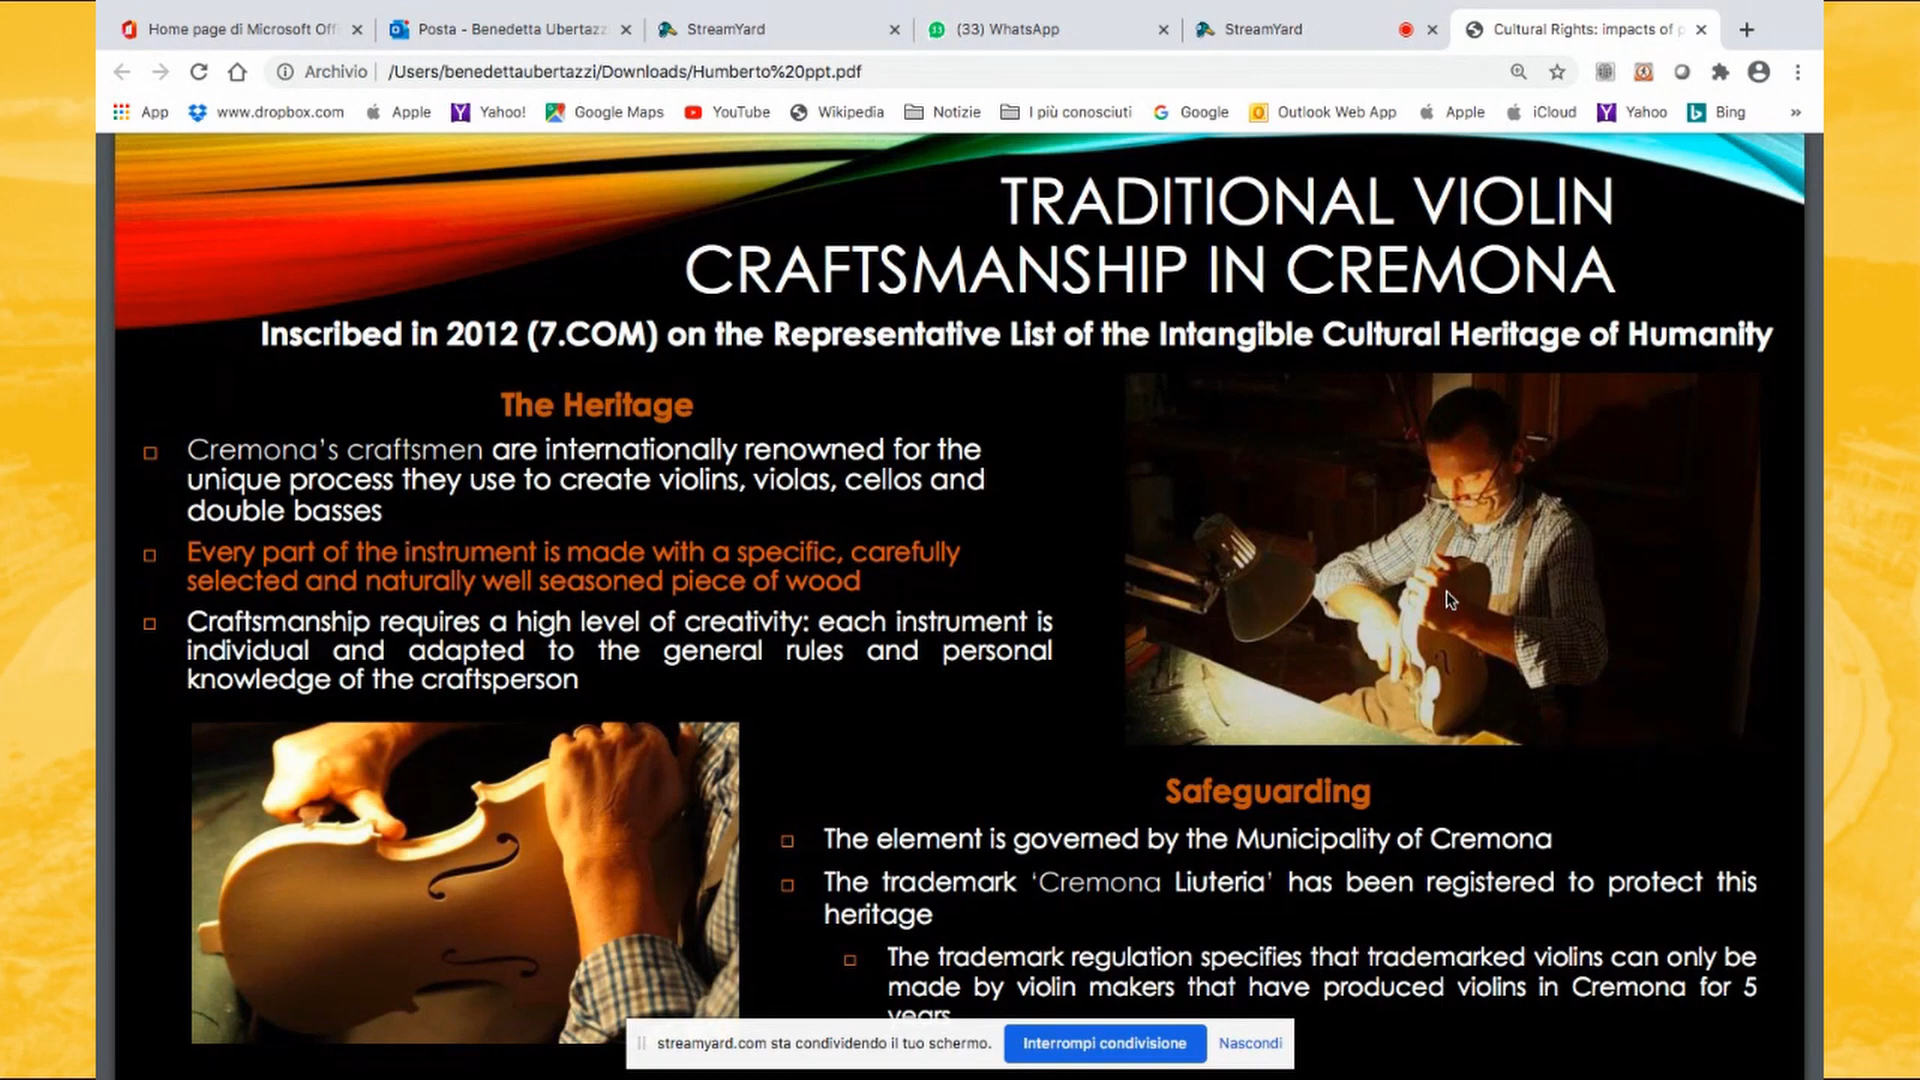 Home page di Microsoft Off
Posta - Benedetta Ubertazz
StreamYard
(33) WhatsApp
StreamYard
Cultural Rights: impacts of p
Archivio
/Users/benedettaubertazzi/Downloads/Humberto%20ppt.pdf
App
www.dropbox.com
Apple
Yahoo!
Google Maps
YouTube
Wikipedia
Notizie
I più conosciuti
Google
Outlook Web App
Apple
iCloud
Yahoo
Bing
»
TRADITIONAL VIOLIN
CRAFTSMANSHIP IN CREMONA
Inscribed in 2012 (7.COM) on the Representative List of the Intangible Cultural Heritage of Humanity
The Heritage
Cremona's craftsmen are internationally renowned for the
unique process they use to create violins, violas, cellos and
double basses
Every part of the instrument is made with a specific, carefully
selected and naturally well seasoned piece of wood
Craftsmanship requires a high level of creativity: each instrument is
individual and adapted to the general rules and personal
knowledge of the craftsperson
Safeguarding
The element is governed by the Municipality of Cremona
The trademark 'Cremona Liuteria' has been registered to protect this
heritage
The trademark regulation specifies that trademarked violins can only be
made by violin makers that have produced violins in Cremona for 5
years
streamyard.com sta condividendo il tuo schermo.
Interrompi condivisione
Nascondi